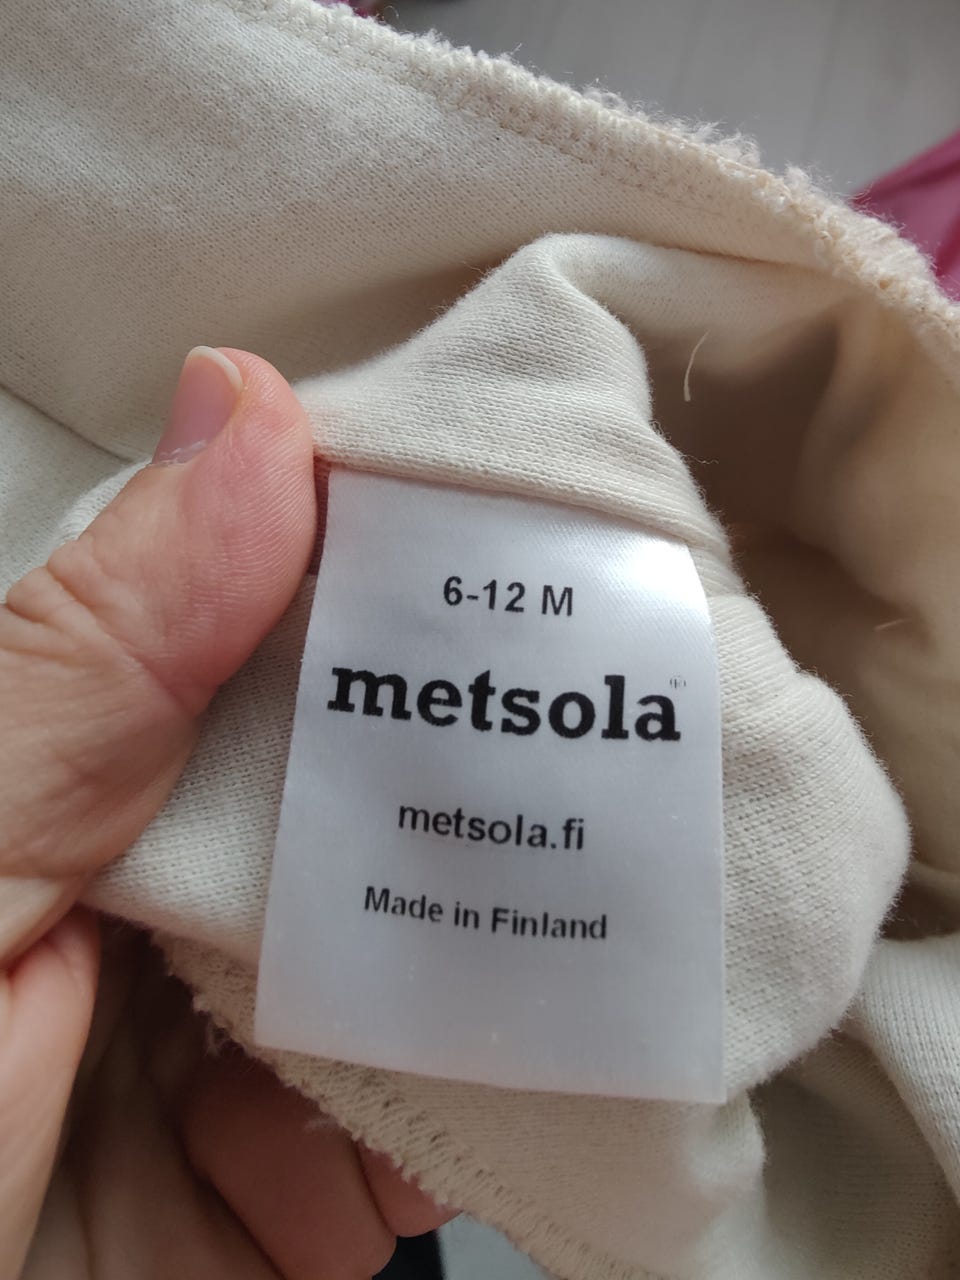 6-12 M
metsola®
metsola.fi
Made in Finland